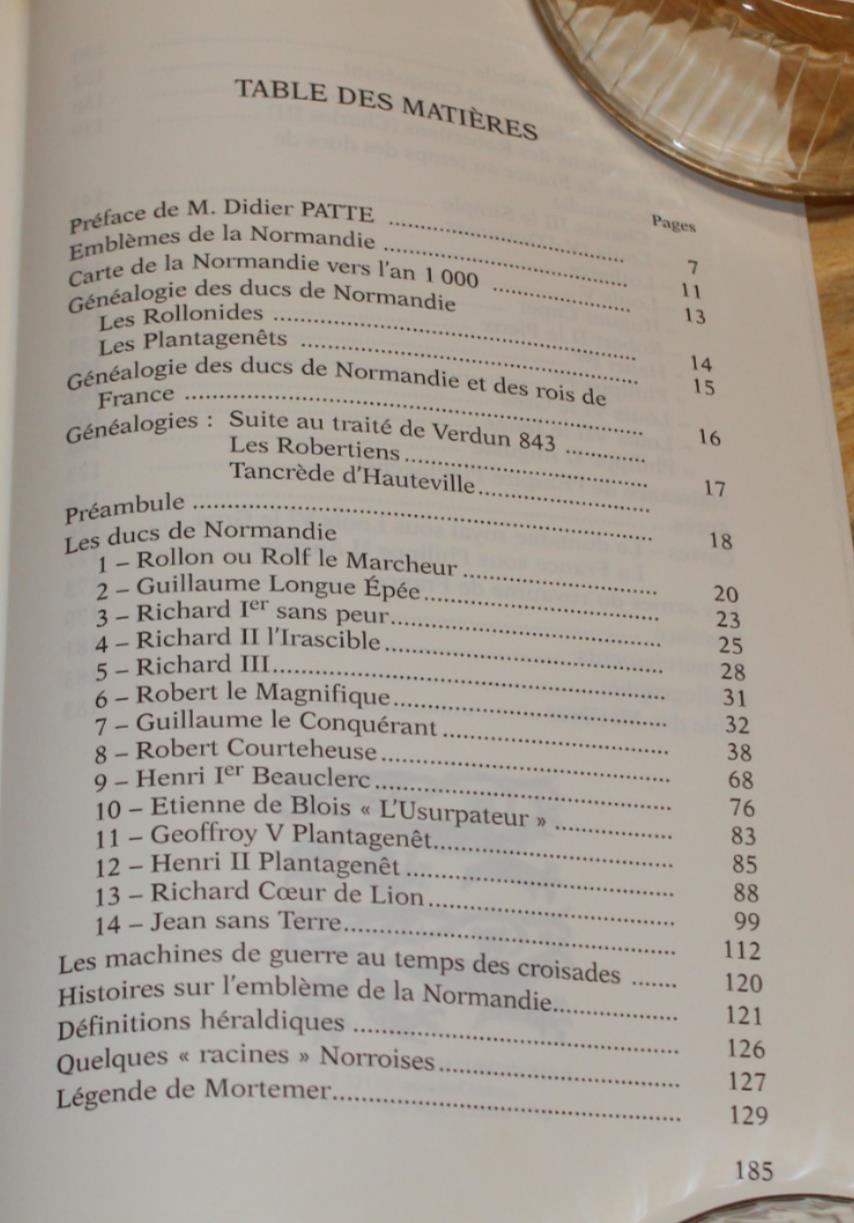 TABLE DES MATIÈRES
Pages
Préface de M. Didier PATTE ........ 7
Emblèmes de la Normandie ........ 11
Carte de la Normandie vers l'an 1 000 ........ 13
Généalogie des ducs de Normandie
Les Rollonides ........ 14
Les Plantagenêts ........ 15
Généalogie des ducs de Normandie et des rois de
France ........ 16
Généalogies : Suite au traité de Verdun 843 ........
Les Robertiens ........ 17
Tancrède d'Hauteville ........
Préambule ........ 18
Les ducs de Normandie
1 – Rollon ou Rolf le Marcheur ........ 20
2 – Guillaume Longue Épée ........ 23
3 – Richard Ier sans peur ........ 25
4 – Richard II l'Irascible ........ 28
5 – Richard III ........ 31
6 – Robert le Magnifique ........ 32
7 – Guillaume le Conquérant ........ 38
8 – Robert Courteheuse ........ 68
9 – Henri Ier Beauclerc ........ 76
10 – Etienne de Blois « L'Usurpateur » ........ 83
11 – Geoffroy V Plantagenêt ........ 85
12 – Henri II Plantagenêt ........ 88
13 – Richard Cœur de Lion ........ 99
14 – Jean sans Terre ........ 112
Les machines de guerre au temps des croisades ........ 120
Histoires sur l'emblème de la Normandie ........ 121
Définitions héraldiques ........ 126
Quelques « racines » Norroises ........ 127
Légende de Mortemer ........ 129
185